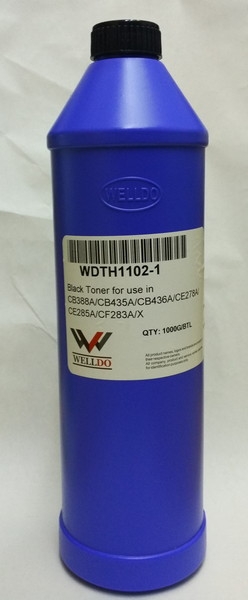 WELLDO
WDTH1102-1
Black Toner for use in
CB388A/CB435A/CB436A/CE278A/
CE285A/CF283A/X
QTY: 1000G/BTL
WELLDO